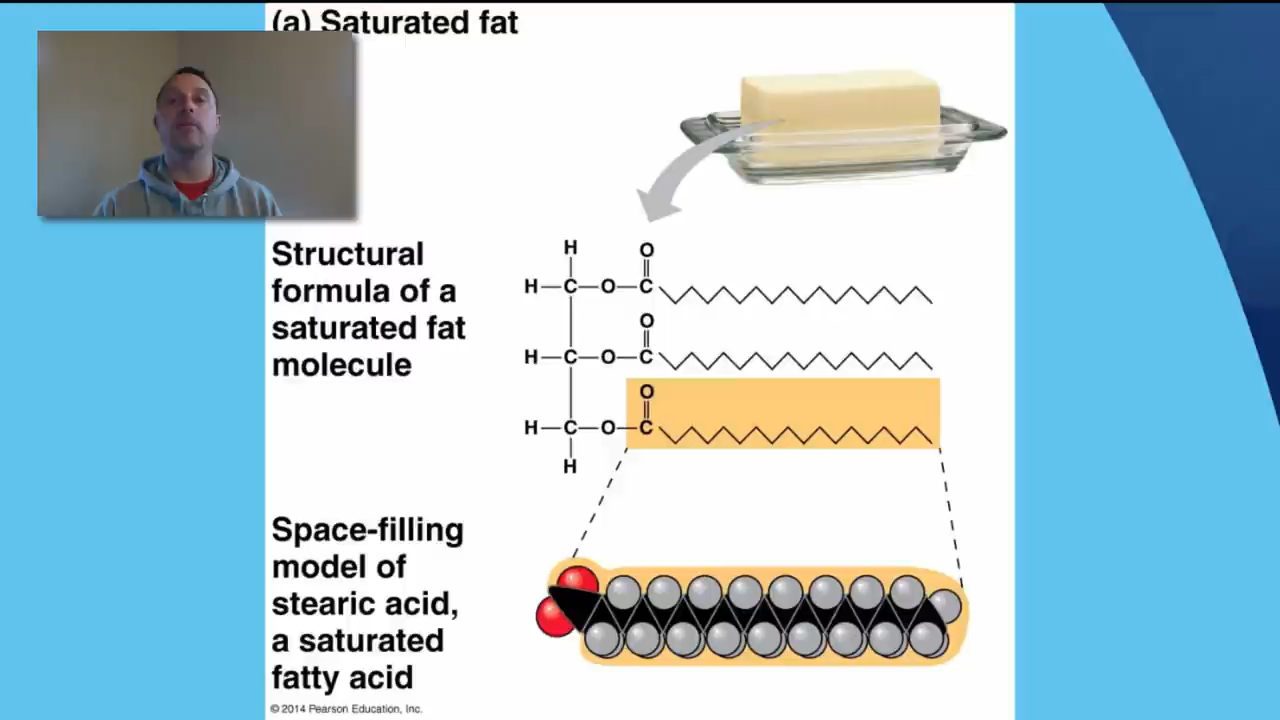 (a) Saturated fat
Structural
formula of a
saturated fat
molecule
H O
H C O C
O
H C O C
O
H C O C
H
Space-filling
model of
stearic acid,
a saturated
fatty acid
© 2014 Pearson Education, Inc.